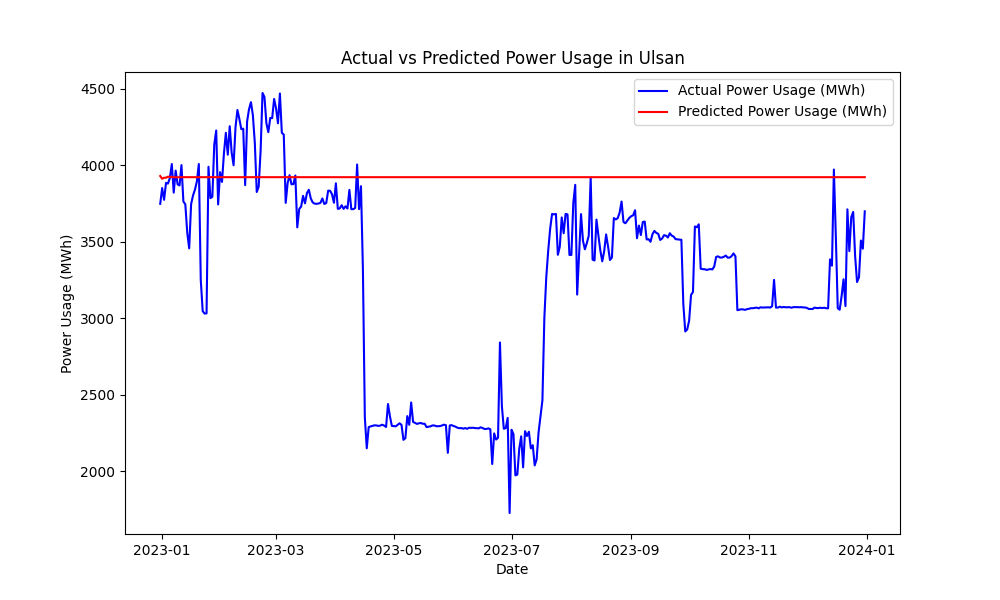 Actual vs Predicted Power Usage in Ulsan
Actual Power Usage (MWh)
Predicted Power Usage (MWh)
Power Usage (MWh)
4500
4000
3500
3000
2500
2000
2023-01 2023-03 2023-05 2023-07 2023-09 2023-11 2024-01
Date